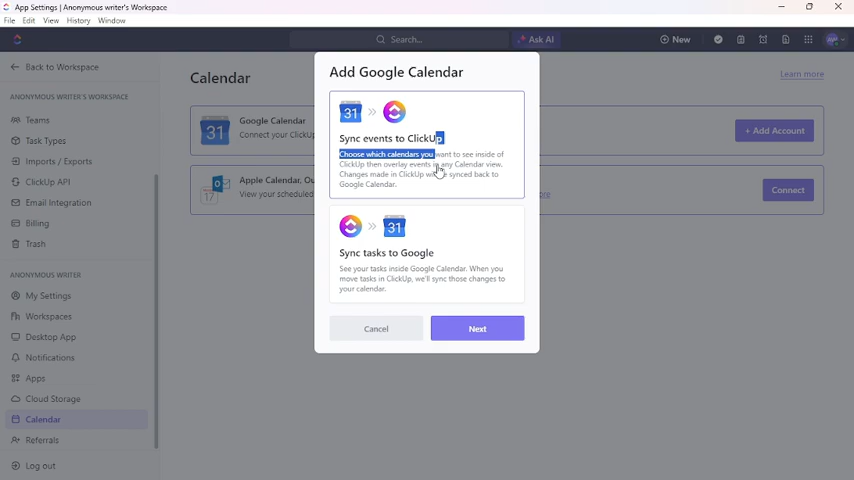 App Settings | Anonymous writer's Workspace
File Edit View History Window
Search... Ask AI New
Back to Workspace
ANONYMOUS WRITER'S WORKSPACE
Teams
Task Types
Imports / Exports
ClickUp API
Email Integration
Billing
Trash
ANONYMOUS WRITER
My Settings
Workspaces
Desktop App
Notifications
Apps
Cloud Storage
Calendar
Referrals
Log out
Calendar
Learn more
31
Google Calendar
Connect your ClickUp
+ Add Account
17
Apple Calendar, Ou
View your scheduled
ore
Connect
Add Google Calendar
31
Sync events to ClickUp
Choose which calendars you want to see inside of
ClickUp then overlay events in any Calendar view.
Changes made in ClickUp will be synced back to
Google Calendar.
31
Sync tasks to Google
See your tasks inside Google Calendar. When you
move tasks in ClickUp, we'll sync those changes to
your calendar.
Cancel
Next